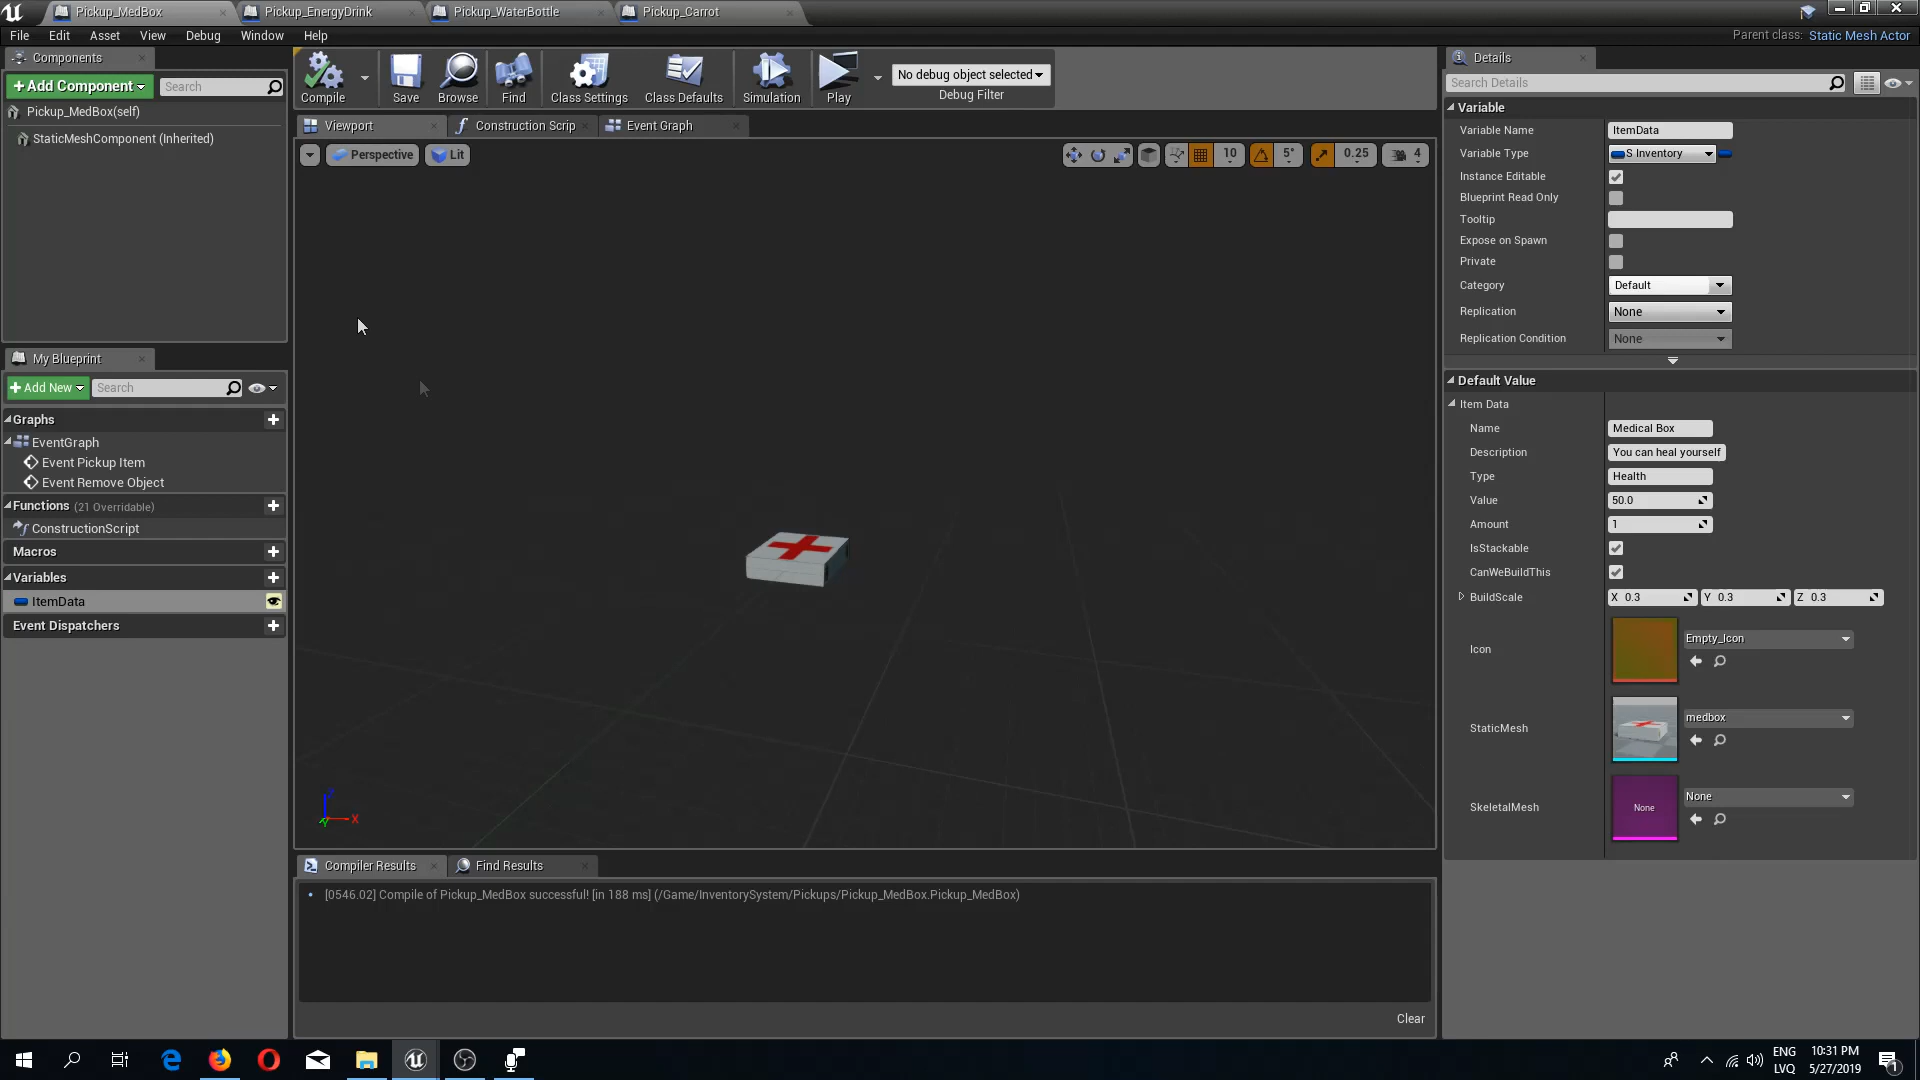 Pickup_MedBox
Pickup_EnergyDrink
Pickup_WaterBottle
Pickup_Carrot
File Edit Asset View Debug Window Help
Parent class: Static Mesh Actor
Components
+ Add Component
Search
Pickup_MedBox(self)
StaticMeshComponent (Inherited)
My Blueprint
+ Add New
Search
Graphs
EventGraph
Event Pickup Item
Event Remove Object
Functions (21 Overridable)
ConstructionScript
Macros
Variables
ItemData
Event Dispatchers
Compile
Save
Browse
Find
Class Settings
Class Defaults
Simulation
Play
No debug object selected
Debug Filter
Viewport
Construction Scrip
Event Graph
Perspective
Lit
10
5°
0.25
4
Z
X
Y
Compiler Results
Find Results
[0546.02] Compile of Pickup_MedBox successful! [in 188 ms] (/Game/InventorySystem/Pickups/Pickup_MedBox.Pickup_MedBox)
Clear
Details
Search Details
Variable
Variable Name ItemData
Variable Type S Inventory
Instance Editable
Blueprint Read Only
Tooltip
Expose on Spawn
Private
Category Default
Replication None
Replication Condition None
Default Value
Item Data
Name Medical Box
Description You can heal yourself
Type Health
Value 50.0
Amount 1
IsStackable
CanWeBuildThis
BuildScale X 0.3 Y 0.3 Z 0.3
Icon Empty_Icon
StaticMesh medbox
SkeletalMesh None None
ENG
LVQ
10:31 PM
5/27/2019
1